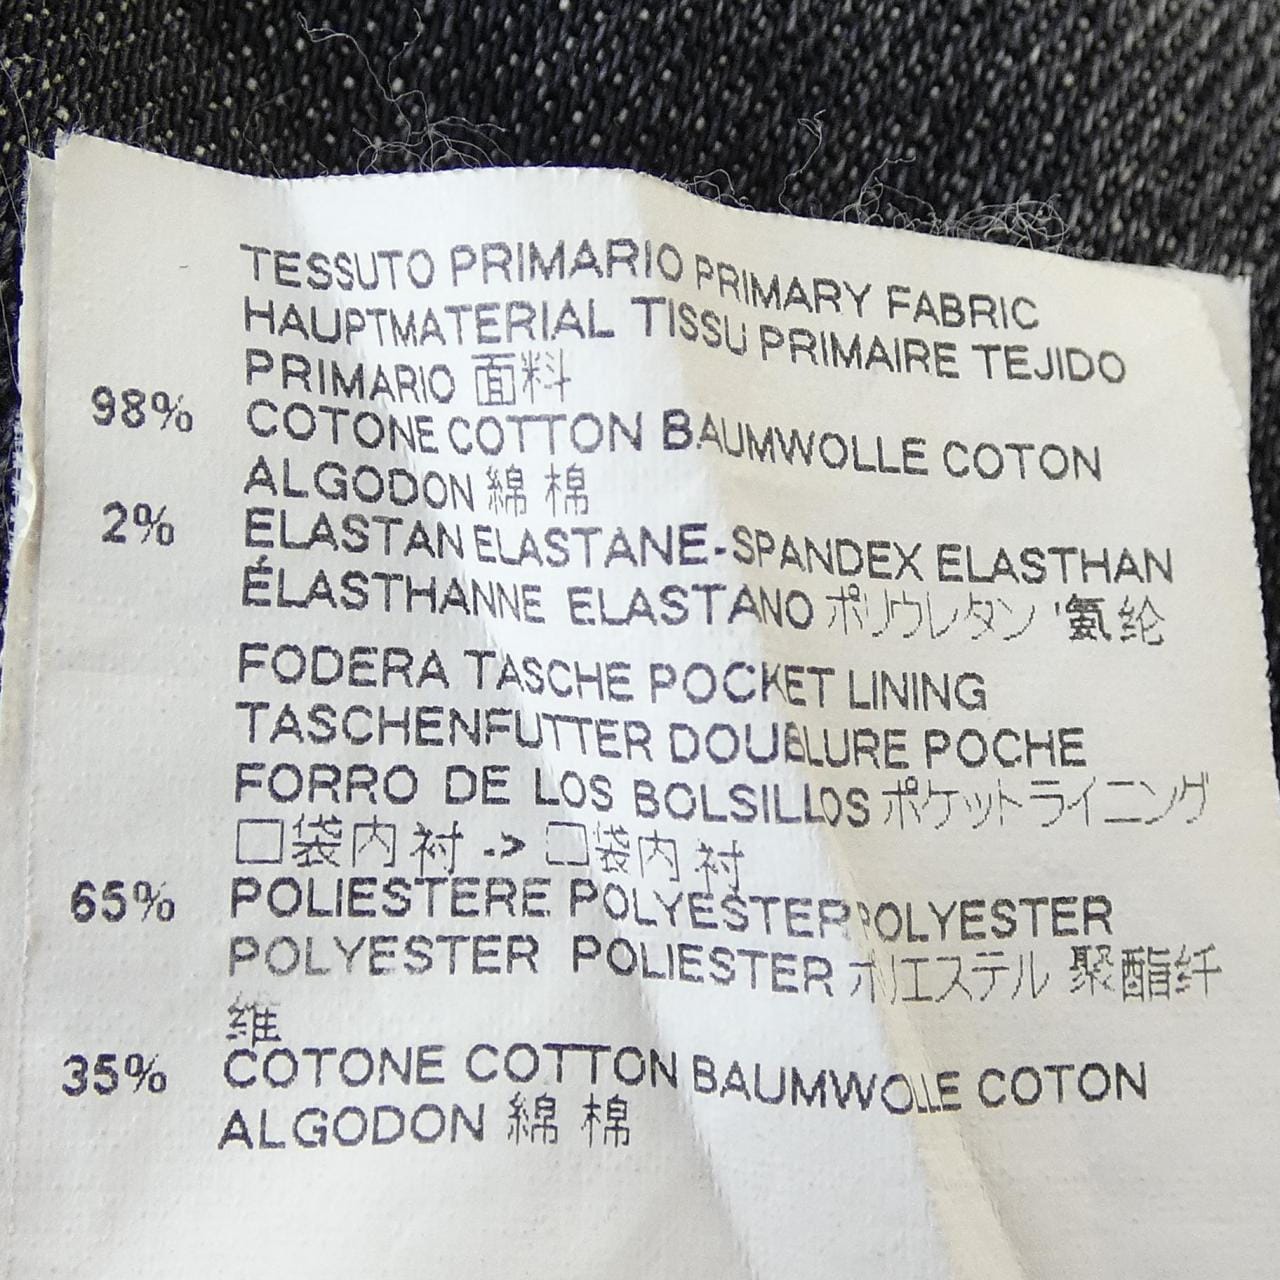 TESSUTO PRIMARIO PRIMARY FABRIC
HAUPTMATERIAL TISSU PRIMAIRE TEJIDO
PRIMARIO 面料
98% COTONE COTTON BAUMWOLLE COTON
ALGODON 綿 棉
2% ELASTAN ELASTANE-SPANDEX ELASTHAN
ÉLASTHANNE ELASTANO ポリウレタン '氨纶
FODERA TASCHE POCKET LINING
TASCHENFUTTER DOUBLURE POCHE
FORRO DE LOS BOLSILLOS ポケットライニング
口袋内衬 -> 口袋内衬
65% POLIESTERE POLYESTER POLYESTER
POLYESTER POLIESTER ポリエステル 聚酯纤
维
35% COTONE COTTON BAUMWOLLE COTON
ALGODON 綿 棉